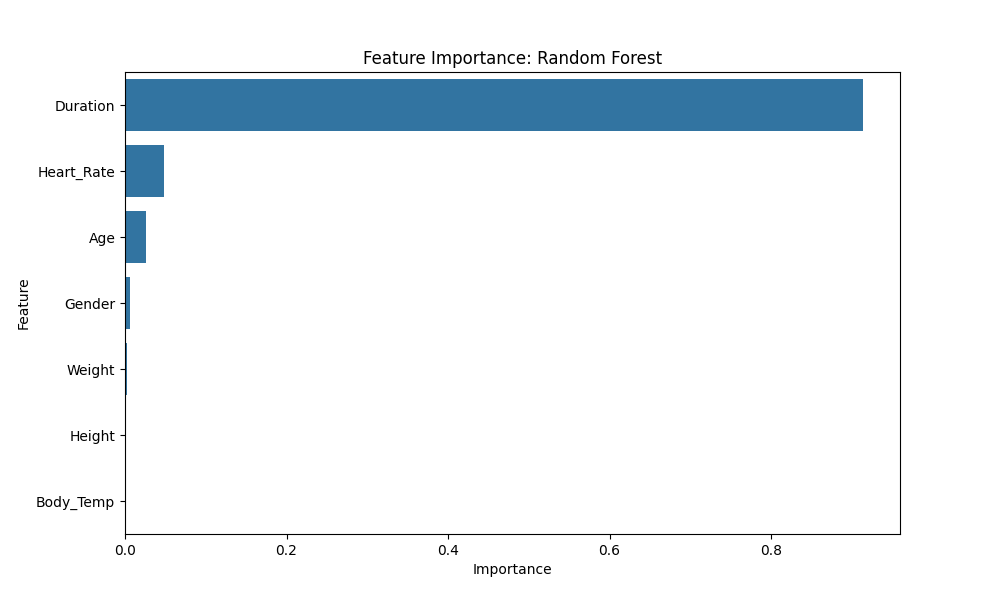 Feature Importance: Random Forest
Duration
Heart_Rate
Age
Gender
Weight
Height
Body_Temp
Feature
0.0 0.2 0.4 0.6 0.8
Importance